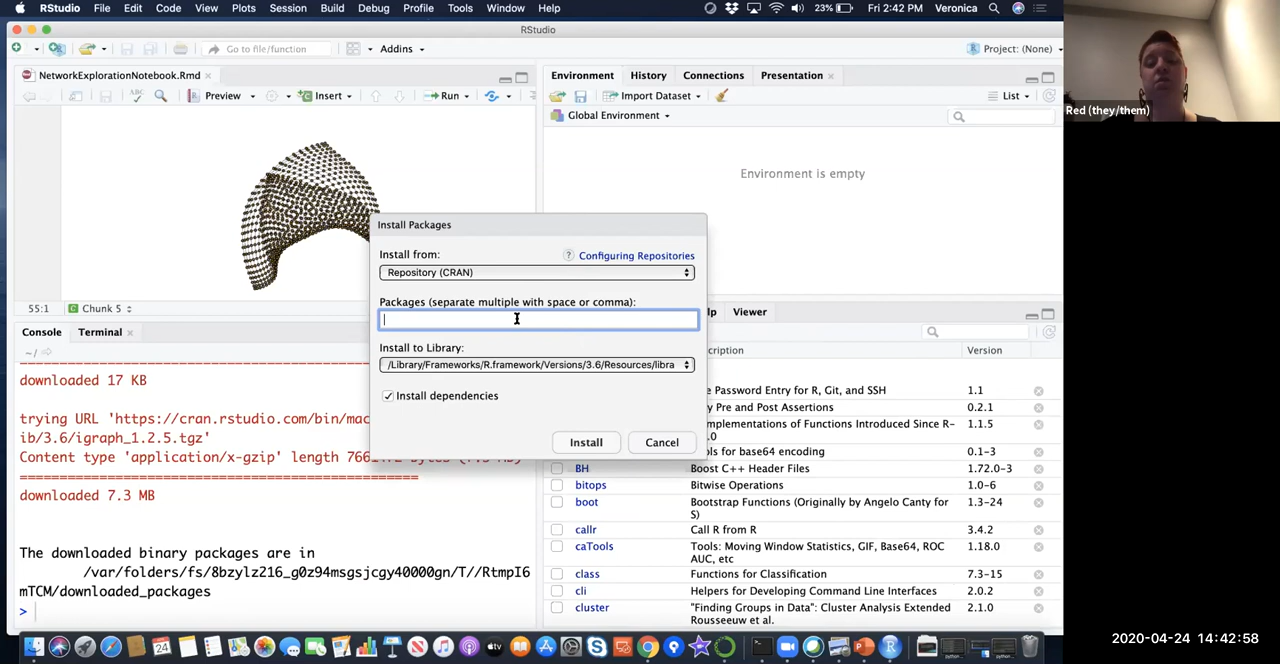 RStudio File Edit Code View Plots Session Build Debug Profile Tools Window Help 23% Fri 2:42 PM Veronica
RStudio
Go to file/function Addins Project: (None)
NetworkExplorationNotebook.Rmd
Preview Insert Run
55:1 Chunk 5
Console Terminal
~/
downloaded 17 KB
trying URL 'https://cran.rstudio.com/bin/mac
ib/3.6/igraph_1.2.5.tgz'
Content type 'application/x-gzip' length
downloaded 7.3 MB
The downloaded binary packages are in
/var/folders/fs/8bzylz216_g0z94msgsjcgy40000gn/T//RtmpI6
mTCM/downloaded_packages
>
Environment History Connections Presentation
Import Dataset List
Global Environment
Environment is empty
Install Packages
Install from:
? Configuring Repositories
Repository (CRAN)
Packages (separate multiple with space or comma):
Install to Library:
/Library/Frameworks/R.framework/Versions/3.6/Resources/libra
Install dependencies
Install Cancel
lp Viewer
cription Version
e Password Entry for R, Git, and SSH 1.1
y Pre and Post Assertions 0.2.1
mplementations of Functions Introduced Since R- 1.1.5
.0
ols for base64 encoding 0.1-3
BH Boost C++ Header Files 1.72.0-3
bitops Bitwise Operations 1.0-6
boot Bootstrap Functions (Originally by Angelo Canty for 1.3-24
S)
callr Call R from R 3.4.2
caTools Tools: Moving Window Statistics, GIF, Base64, ROC 1.18.0
AUC, etc
class Functions for Classification 7.3-15
cli Helpers for Developing Command Line Interfaces 2.0.2
cluster "Finding Groups in Data": Cluster Analysis Extended 2.1.0
Rousseeuw et al.
Red (they/them)
2020-04-24 14:42:58